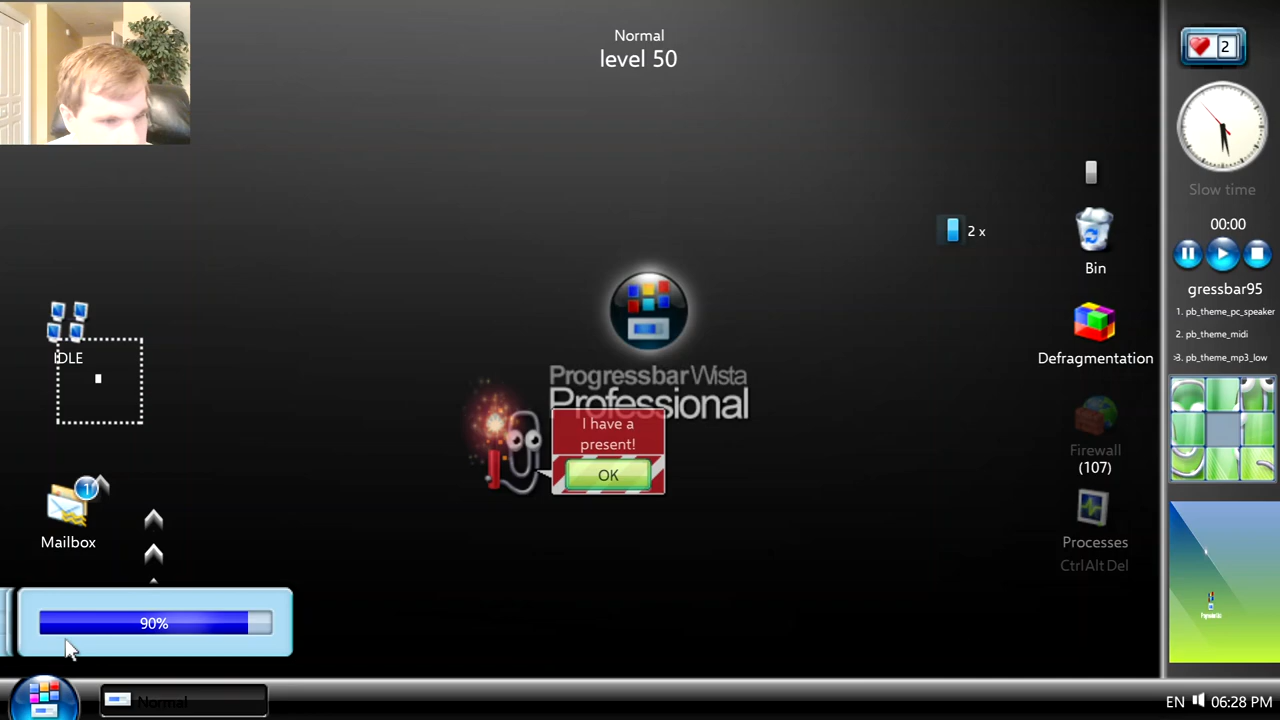 Normal
level 50
2
Slow time
00:00
gressbar95
1. pb_theme_pc_speaker
2. pb_theme_midi
>3. pb_theme_mp3_low
2 x
Bin
Defragmentation
Firewall
(107)
Processes
CtrlAltDel
IDLE
1
Mailbox
Progressbar Wista
Professional
I have a
present!
OK
90%
Normal
EN 06:28 PM